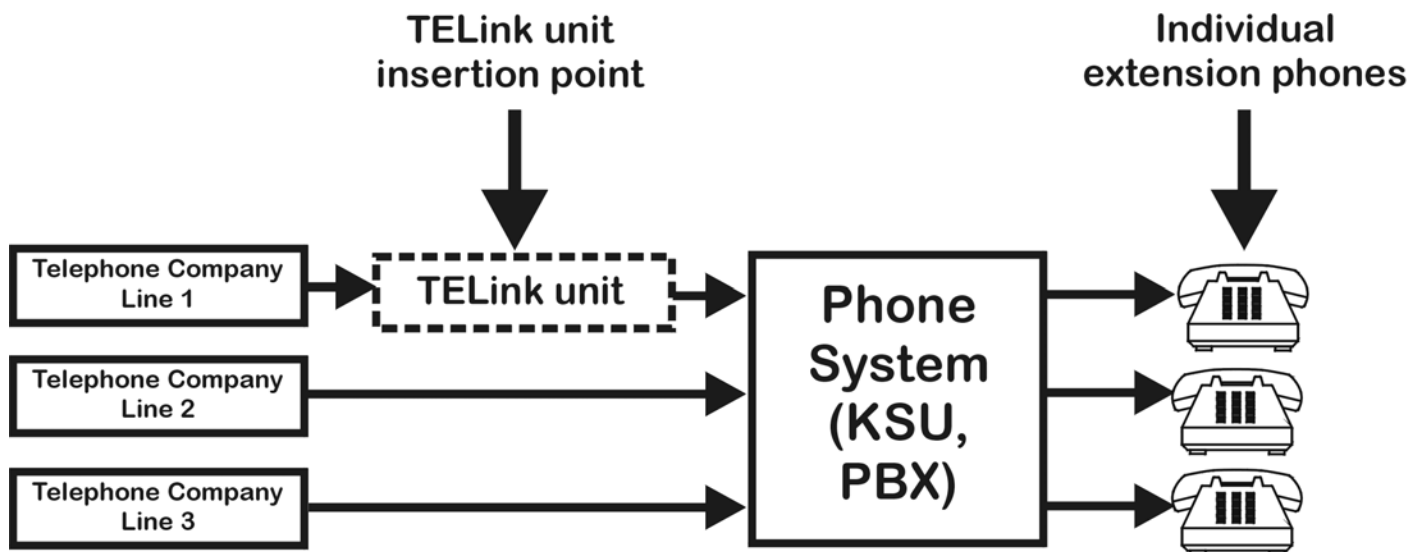 TELink unit
insertion point
Individual
extension phones
Telephone Company
Line 1
TELink unit
Telephone Company
Line 2
Telephone Company
Line 3
Phone
System
(KSU,
PBX)